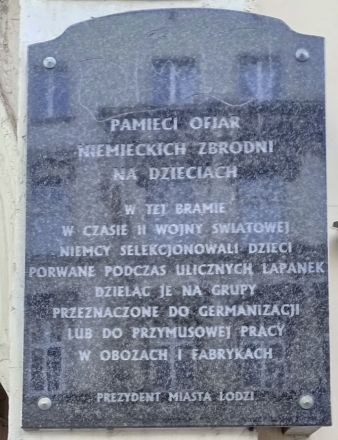 PAMIĘCI OFIAR
NIEMIECKICH ZBRODNI
NA DZIECIACH
W TEJ BRAMIE
W CZASIE II WOJNY ŚWIATOWEJ
NIEMCY SELEKCJONOWALI DZIECI
PORWANE PODCZAS ULICZNYCH ŁAPANEK
DZIELĄC JE NA GRUPY
PRZEZNACZONE DO GERMANIZACJI
LUB DO PRZYMUSOWEJ PRACY
W OBOZACH I FABRYKACH
PREZYDENT MIASTA ŁODZI